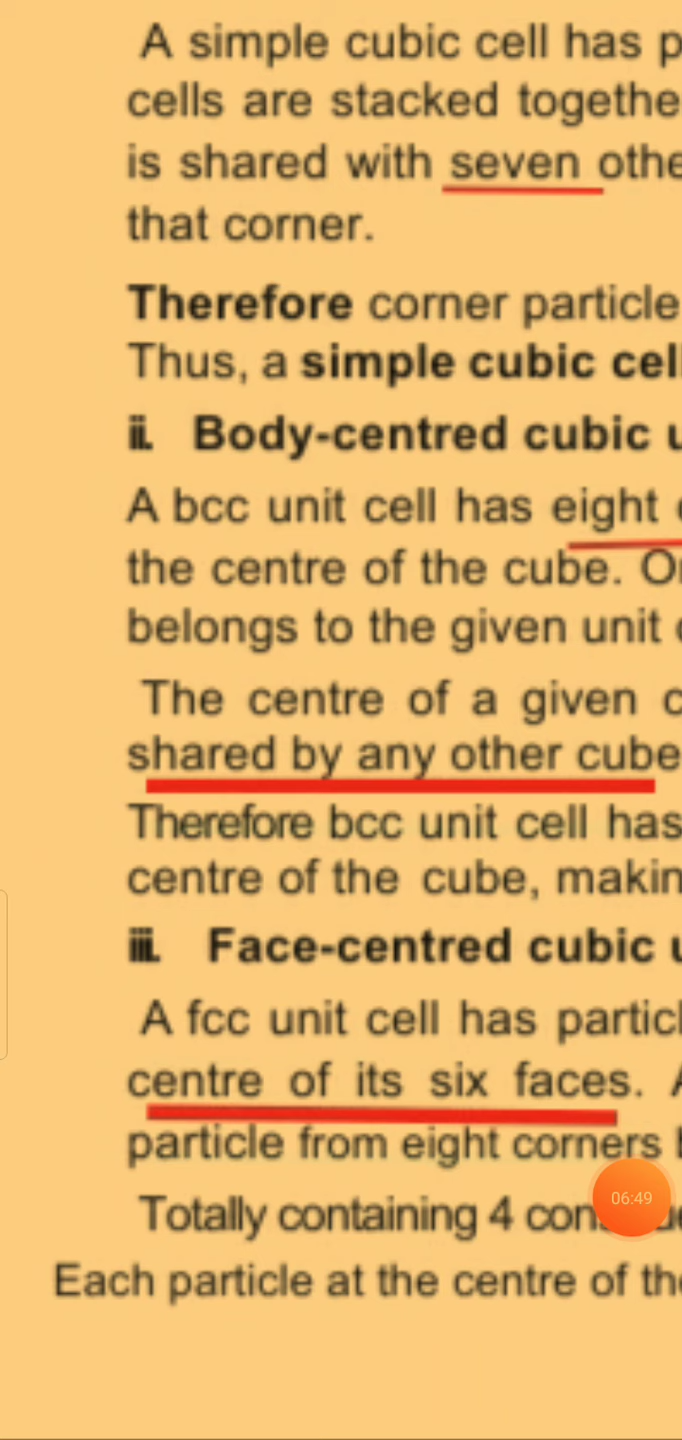 A simple cubic cell has p
cells are stacked togethe
is shared with seven othe
that corner.
Therefore corner particle
Thus, a simple cubic cell
ii. Body-centred cubic u
A bcc unit cell has eight c
the centre of the cube. On
belongs to the given unit c
The centre of a given c
shared by any other cube
Therefore bcc unit cell has
centre of the cube, makin
iii. Face-centred cubic u
A fcc unit cell has particl
centre of its six faces. A
particle from eight corners b
Totally containing 4 con
Each particle at the centre of the
06:49